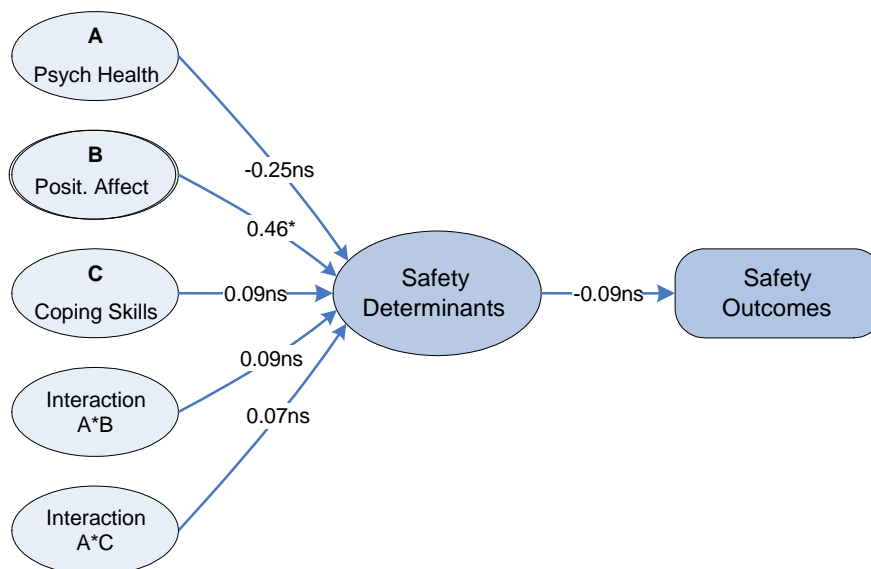 A
Psych Health
-0.25ns
B
Posit. Affect
0.46*
C
Coping Skills
0.09ns
Safety
Determinants
-0.09ns
Safety
Outcomes
0.09ns
Interaction
A*B
0.07ns
Interaction
A*C